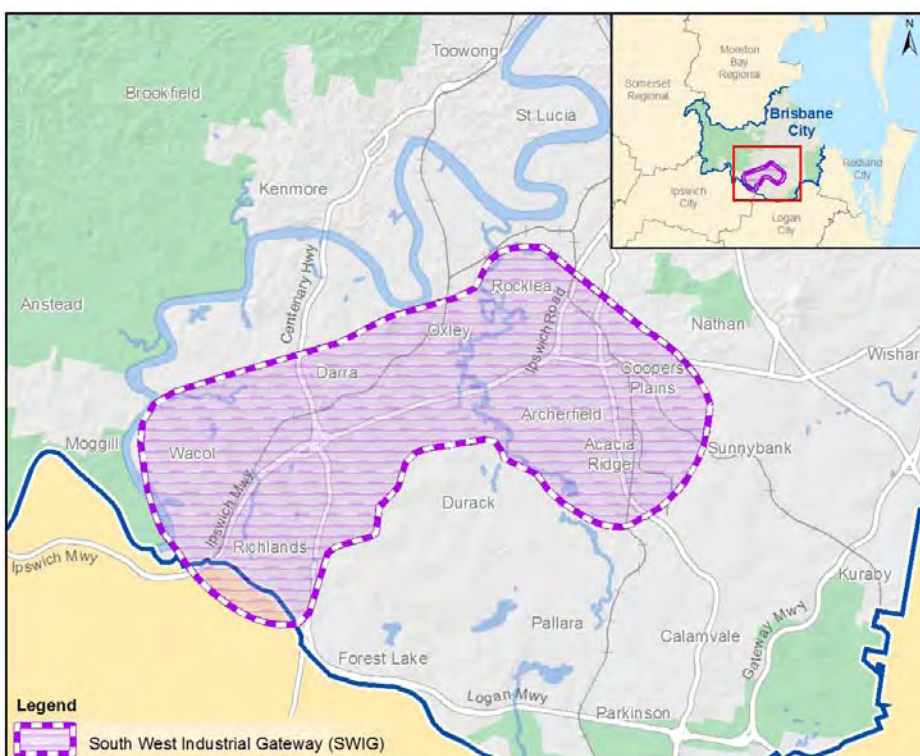 Toowong
Brookfield
St Lucia
Kenmore
Centenary Hwy
Anstead
Rocklea
Ipswich Road
Nathan
Oxley
Wishar
Darra
Coopers
Plains
Archerfield
Moggill
Wacol
Acacia
Ridge
Sunnybank
Durack
Ipswich Mwy
Richlands
Ipswich Mwy
Kuraby
Pallara
Calamvale
Gateway Mwy
Forest Lake
Logan Mwy
Parkinson
Legend
South West Industrial Gateway (SWIG)
N
Moreton
Bay
Regional
Somerset
Regional
Brisbane
City
Redland
City
Ipswich
City
Logan
City